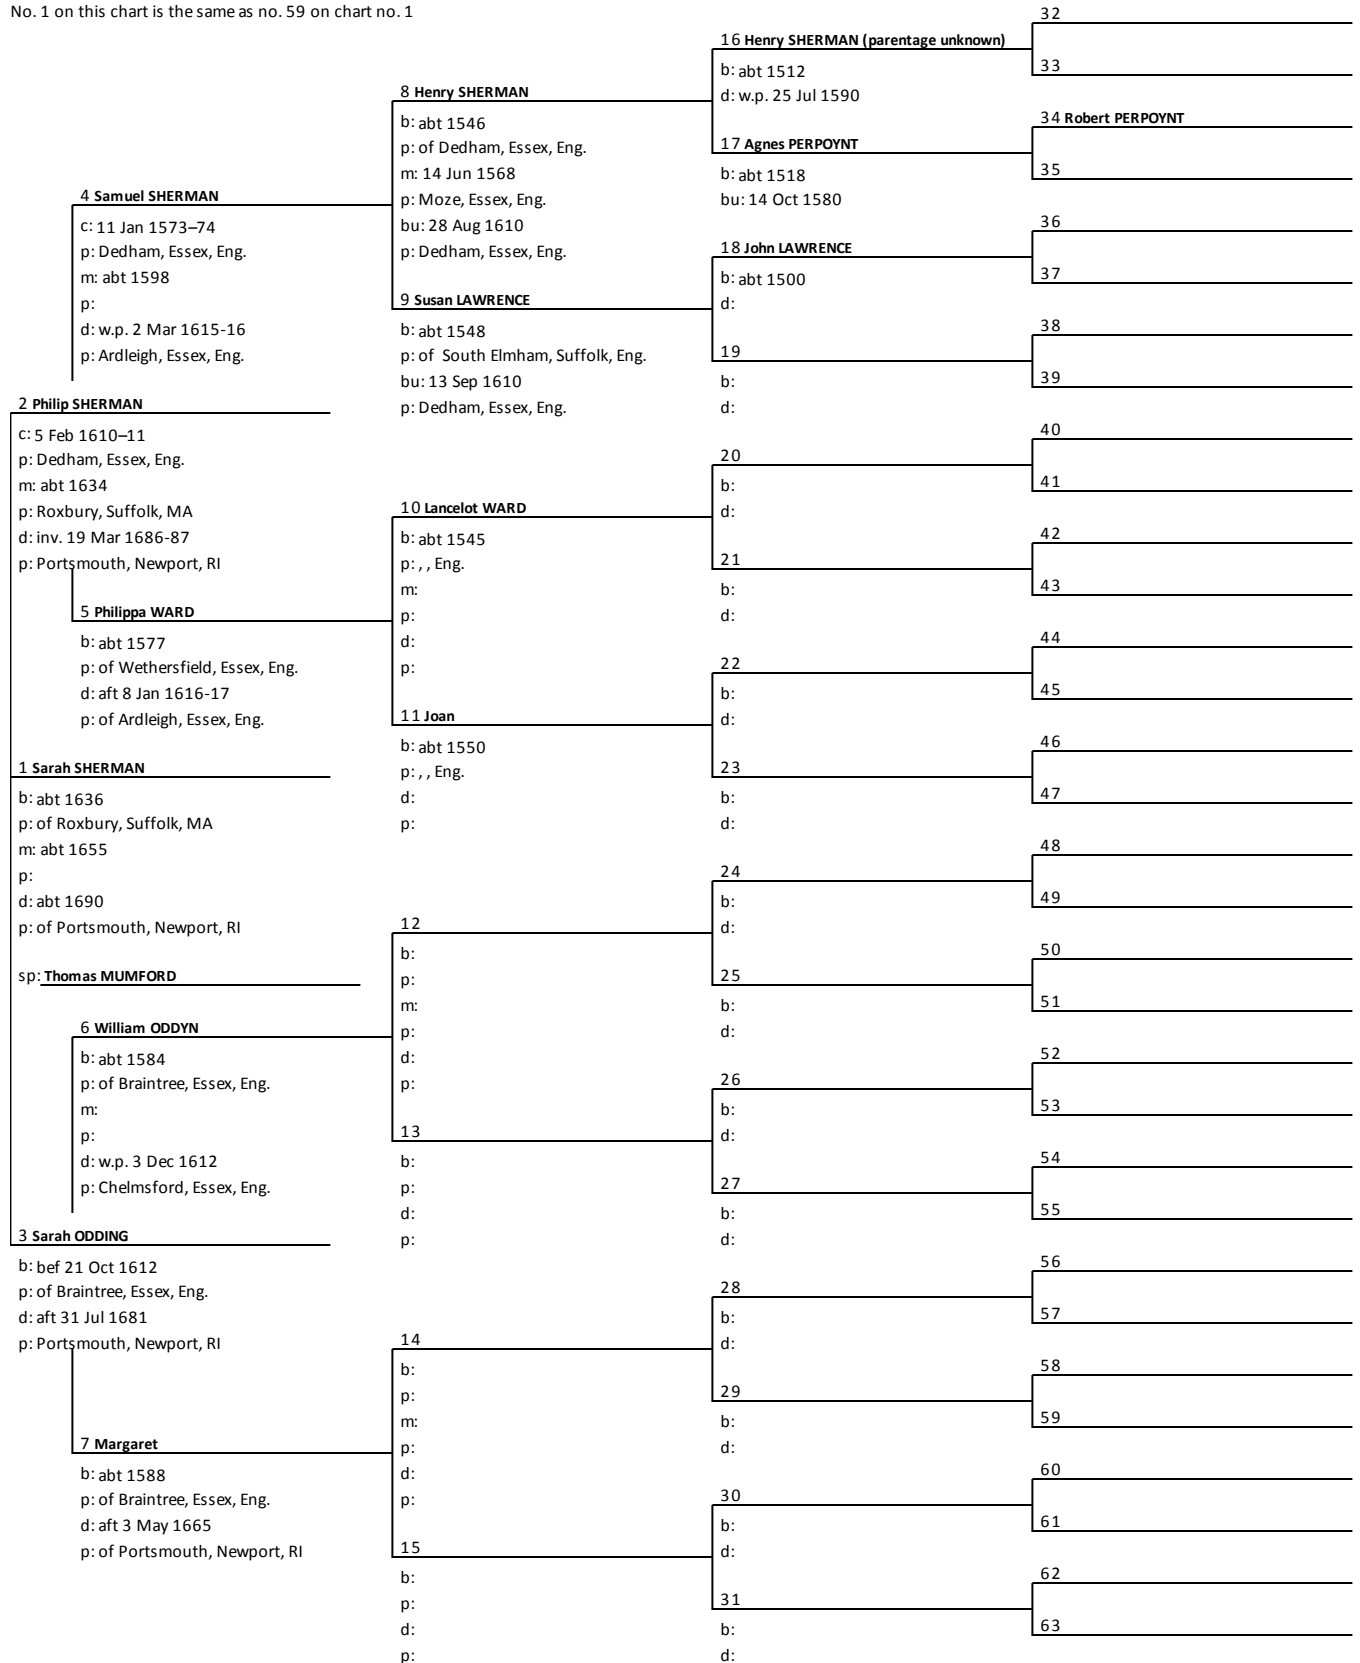 No. 1 on this chart is the same as no. 59 on chart no. 1
4 Samuel SHERMAN
c: 11 Jan 1573–74
p: Dedham, Essex, Eng.
m: abt 1598
p:
d: w.p. 2 Mar 1615-16
p: Ardleigh, Essex, Eng.
2 Philip SHERMAN
c: 5 Feb 1610–11
p: Dedham, Essex, Eng.
m: abt 1634
p: Roxbury, Suffolk, MA
d: inv. 19 Mar 1686-87
p: Portsmouth, Newport, RI
5 Philippa WARD
b: abt 1577
p: of Wethersfield, Essex, Eng.
d: aft 8 Jan 1616-17
p: of Ardleigh, Essex, Eng.
1 Sarah SHERMAN
b: abt 1636
p: of Roxbury, Suffolk, MA
m: abt 1655
p:
d: abt 1690
p: of Portsmouth, Newport, RI
sp: Thomas MUMFORD
6 William ODDYN
b: abt 1584
p: of Braintree, Essex, Eng.
m:
p:
d: w.p. 3 Dec 1612
p: Chelmsford, Essex, Eng.
3 Sarah ODDING
b: bef 21 Oct 1612
p: of Braintree, Essex, Eng.
d: aft 31 Jul 1681
p: Portsmouth, Newport, RI
7 Margaret
b: abt 1588
p: of Braintree, Essex, Eng.
d: aft 3 May 1665
p: of Portsmouth, Newport, RI
8 Henry SHERMAN
b: abt 1546
p: of Dedham, Essex, Eng.
m: 14 Jun 1568
p: Moze, Essex, Eng.
bu: 28 Aug 1610
p: Dedham, Essex, Eng.
9 Susan LAWRENCE
b: abt 1548
p: of South Elmham, Suffolk, Eng.
bu: 13 Sep 1610
p: Dedham, Essex, Eng.
10 Lancelot WARD
b: abt 1545
p: , , Eng.
m:
p:
d:
p:
11 Joan
b: abt 1550
p: , , Eng.
d:
p:
12
b:
p:
m:
p:
d:
p:
13
b:
p:
d:
p:
14
b:
p:
m:
p:
d:
p:
15
b:
p:
d:
p:
16 Henry SHERMAN (parentage unknown)
b: abt 1512
d: w.p. 25 Jul 1590
17 Agnes PERPOYNT
b: abt 1518
bu: 14 Oct 1580
18 John LAWRENCE
b: abt 1500
d:
19
b:
d:
20
b:
d:
21
b:
d:
22
b:
d:
23
b:
d:
24
b:
d:
25
b:
d:
26
b:
d:
27
b:
d:
28
b:
d:
29
b:
d:
30
b:
d:
31
b:
d:
32
33
34 Robert PERPOYNT
35
36
37
38
39
40
41
42
43
44
45
46
47
48
49
50
51
52
53
54
55
56
57
58
59
60
61
62
63